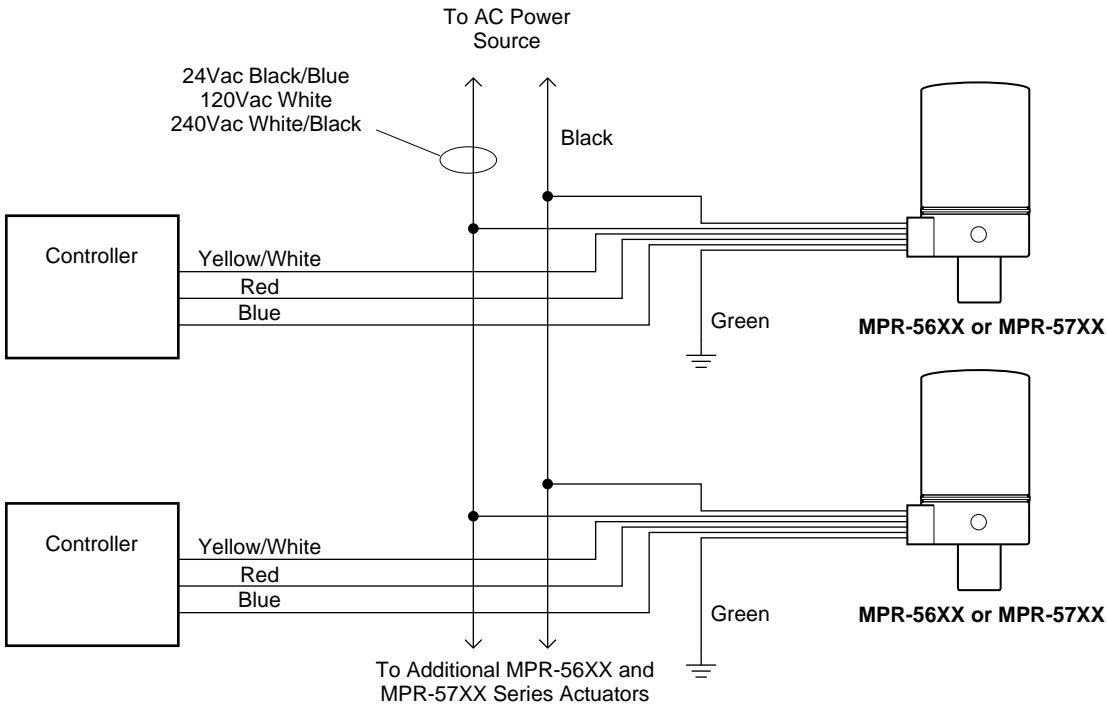 To AC Power
Source
24Vac Black/Blue
120Vac White
240Vac White/Black
Black
Controller
Yellow/White
Red
Blue
Green
MPR-56XX or MPR-57XX
Controller
Yellow/White
Red
Blue
Green
MPR-56XX or MPR-57XX
To Additional MPR-56XX and
MPR-57XX Series Actuators